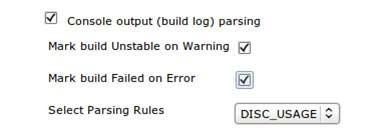 Console output (build log) parsing
Mark build Unstable on Warning
Mark build Failed on Error
Select Parsing Rules DISC_USAGE